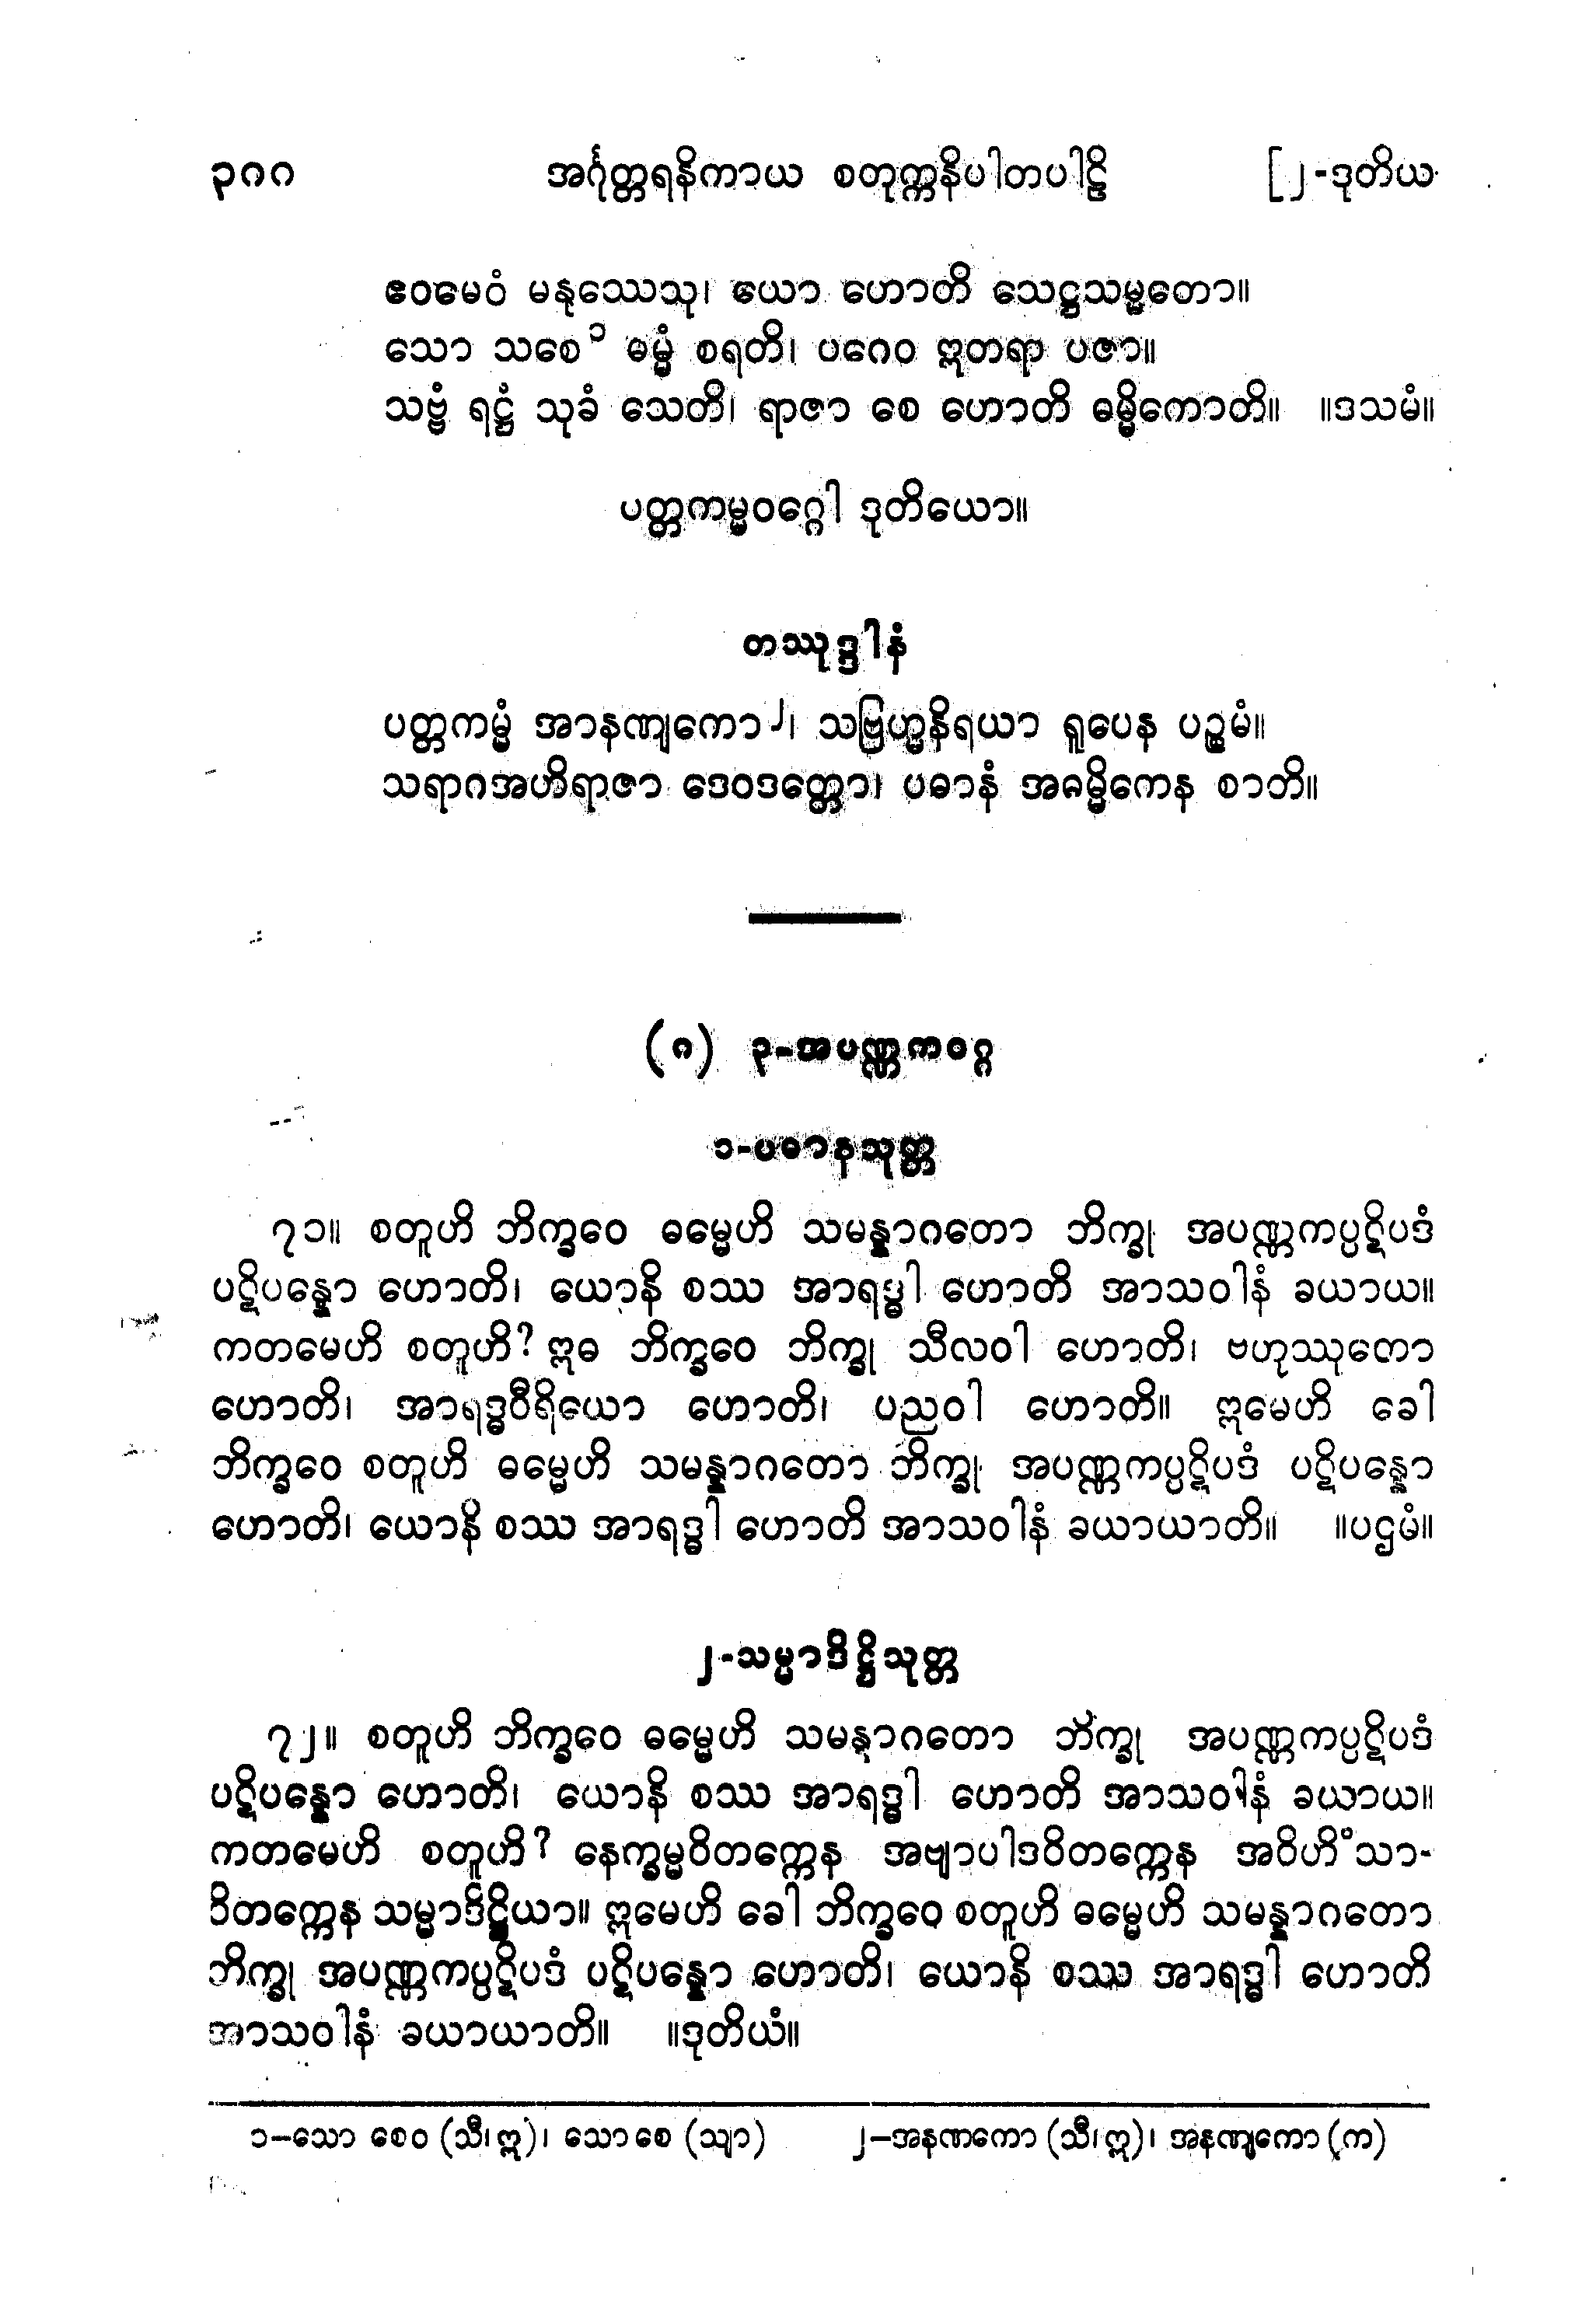 ၃၈၈ အင်္ဂုတ္တရနိကာယ စတုက္ကနိပါတပါဠိ [၂-ဒုတိယ
ဧဝမေဝံ မနုဿေသု၊ ယော ဟောတိ သေဋ္ဌသမ္မတော။
သော သစေ ၁ ဓမ္မံ စရတိ၊ ပဂေဝ ဣတရာ ပဇာ။
သဗ္ဗံ ရဋ္ဌံ သုခံ သေတိ၊ ရာဇာ စေ ဟောတိ ဓမ္မိကောတိ။ ။ဒသမံ။
ပတ္တကမ္မဝဂ္ဂေါ ဒုတိယော။
တဿုဒ္ဒါနံ
ပတ္တကမ္မံ အာနဏျကော ၂၊ သဗြဟ္မနိရယာ ရူပေန ပဉ္စမံ။
သရာဂအဟိရာဇာ ဒေဝဒတ္တော၊ ပဓာနံ အဓမ္မိကေန စာတိ။
(၈) ၃-အပဏ္ဏကဝဂ္ဂ
၁-ပဓာနသုတ္တ
၇၁။ စတူဟိ ဘိက္ခဝေ ဓမ္မေဟိ သမန္နာဂတော ဘိက္ခု အပဏ္ဏကပ္ပဋိပဒံ
ပဋိပန္နော ဟောတိ၊ ယောနိ စဿ အာရဒ္ဓါ ဟောတိ အာသဝါနံ ခယာယ။
ကတမေဟိ စတူဟိ? ဣဓ ဘိက္ခဝေ ဘိက္ခု သီလဝါ ဟောတိ၊ ဗဟုဿုတော
ဟောတိ၊ အာရဒ္ဓဝီရိယော ဟောတိ၊ ပညဝါ ဟောတိ။ ဣမေဟိ ခေါ
ဘိက္ခဝေ စတူဟိ ဓမ္မေဟိ သမန္နာဂတော ဘိက္ခု အပဏ္ဏကပ္ပဋိပဒံ ပဋိပန္နော
ဟောတိ၊ ယောနိ စဿ အာရဒ္ဓါ ဟောတိ အာသဝါနံ ခယာယာတိ။ ။ပဌမံ။
၂-သမ္မာဒိဋ္ဌိသုတ္တ
၇၂။ စတူဟိ ဘိက္ခဝေ ဓမ္မေဟိ သမန္နာဂတော ဘိက္ခု အပဏ္ဏကပ္ပဋိပဒံ
ပဋိပန္နော ဟောတိ၊ ယောနိ စဿ အာရဒ္ဓါ ဟောတိ အာသဝါနံ ခယာယ။
ကတမေဟိ စတူဟိ? နေက္ခမ္မဝိတက္ကေန အဗျာပါဒဝိတက္ကေန အဝိဟိံသာ-
ဝိတက္ကေန သမ္မာဒိဋ္ဌိယာ။ ဣမေဟိ ခေါ ဘိက္ခဝေ စတူဟိ ဓမ္မေဟိ သမန္နာဂတော
ဘိက္ခု အပဏ္ဏကပ္ပဋိပဒံ ပဋိပန္နော ဟောတိ၊ ယောနိ စဿ အာရဒ္ဓါ ဟောတိ
အာသဝါနံ ခယာယာတိ။ ။ဒုတိယံ။
၁–သော စေဝ (သီ၊ ဣ)၊ သော စေ (သျာ) ၂–အနဏကော (သီ၊ ဣ)၊ အနဏျကော (က)